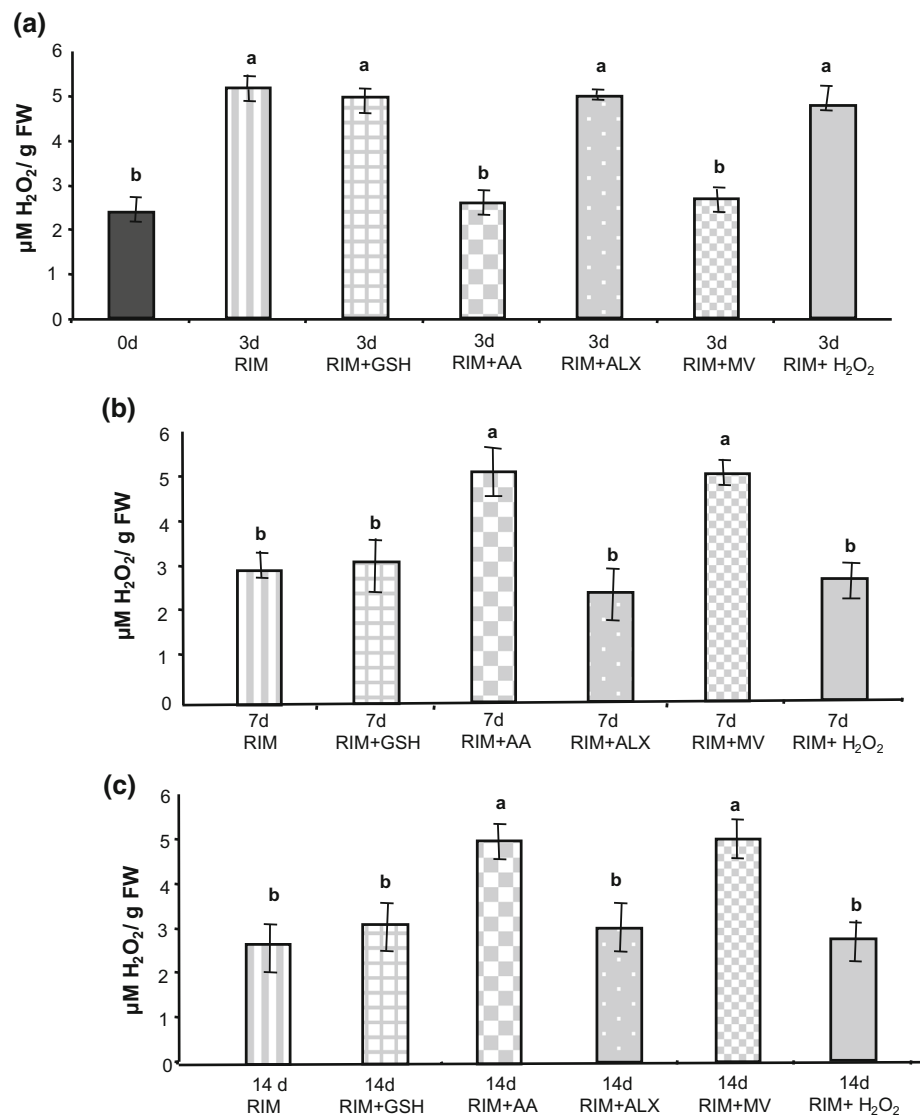 (a)
µM H₂O₂/ g FW
6
5
4
3
2
1
0
b
a
a
b
a
b
a
0d
3d
3d
3d
3d
3d
3d
RIM
RIM+GSH
RIM+AA
RIM+ALX
RIM+MV
RIM+ H₂O₂
(b)
µM H₂O₂/ g FW
6
5
4
3
2
1
0
b
b
a
b
a
b
7d
7d
7d
7d
7d
7d
RIM
RIM+GSH
RIM+AA
RIM+ALX
RIM+MV
RIM+ H₂O₂
(c)
µM H₂O₂/ g FW
6
5
4
3
2
1
0
b
b
a
b
a
b
14 d
14d
14d
14d
14d
14d
RIM
RIM+GSH
RIM+AA
RIM+ALX
RIM+MV
RIM+ H₂O₂